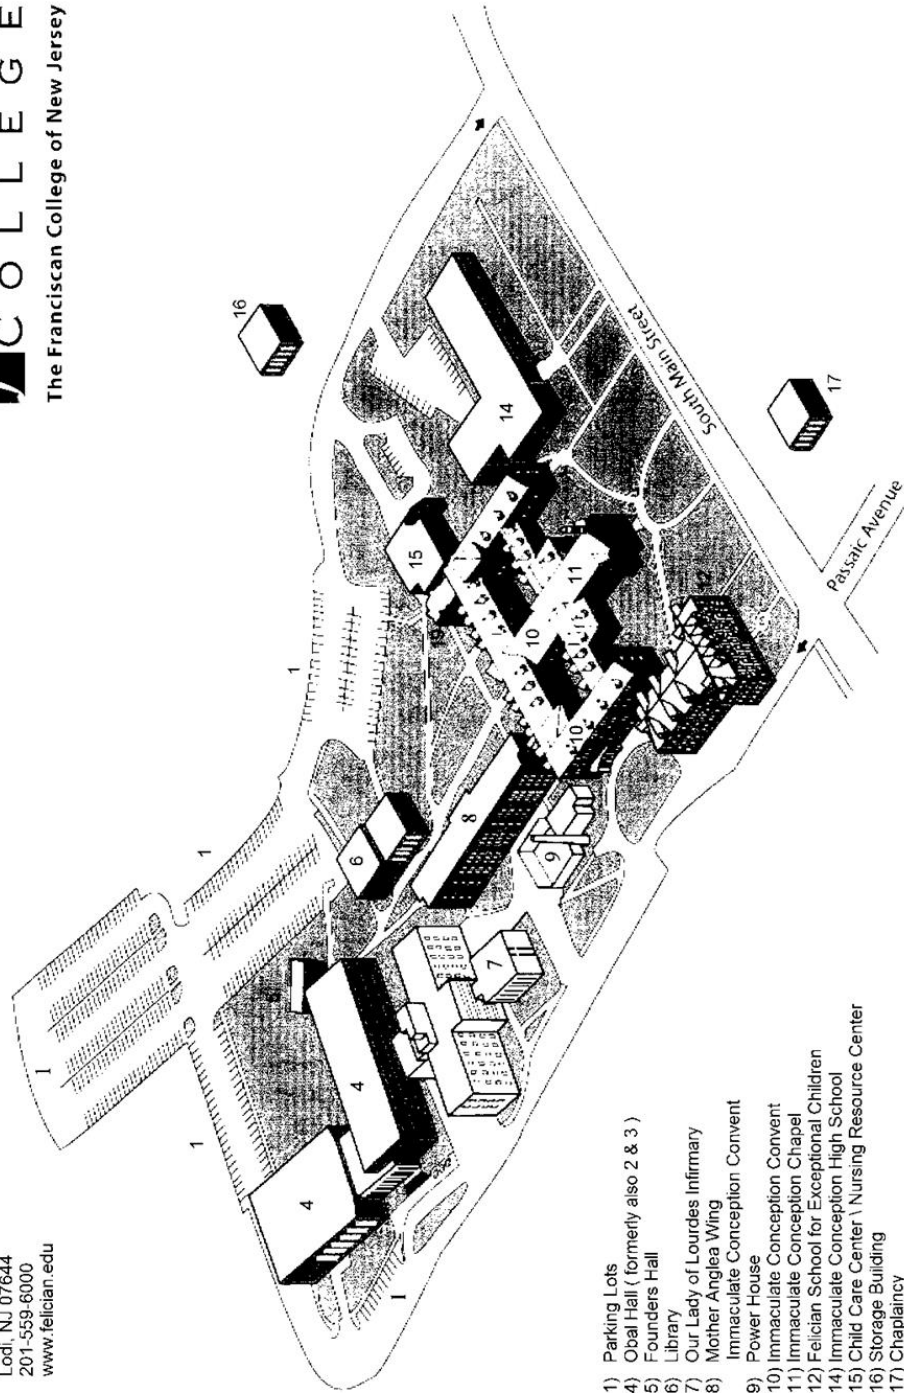 COLLEGE
The Franciscan College of New Jersey
Lodi, NJ 07644
201-559-6000
www.felician.edu
16
14
15
19
1
1
1
1
1
6
8
10
11
10
12
9
7
4
4
17
South Main Street
Passaic Avenue
1) Parking Lots
4) Obal Hall ( formerly also 2 & 3 )
5) Founders Hall
6) Library
7) Our Lady of Lourdes Infirmary
8) Mother Anglea Wing
Immaculate Conception Convent
9) Power House
10) Immaculate Conception Convent
11) Immaculate Conception Chapel
12) Felician School for Exceptional Children
14) Immaculate Conception High School
15) Child Care Center \ Nursing Resource Center
16) Storage Building
17) Chaplaincy